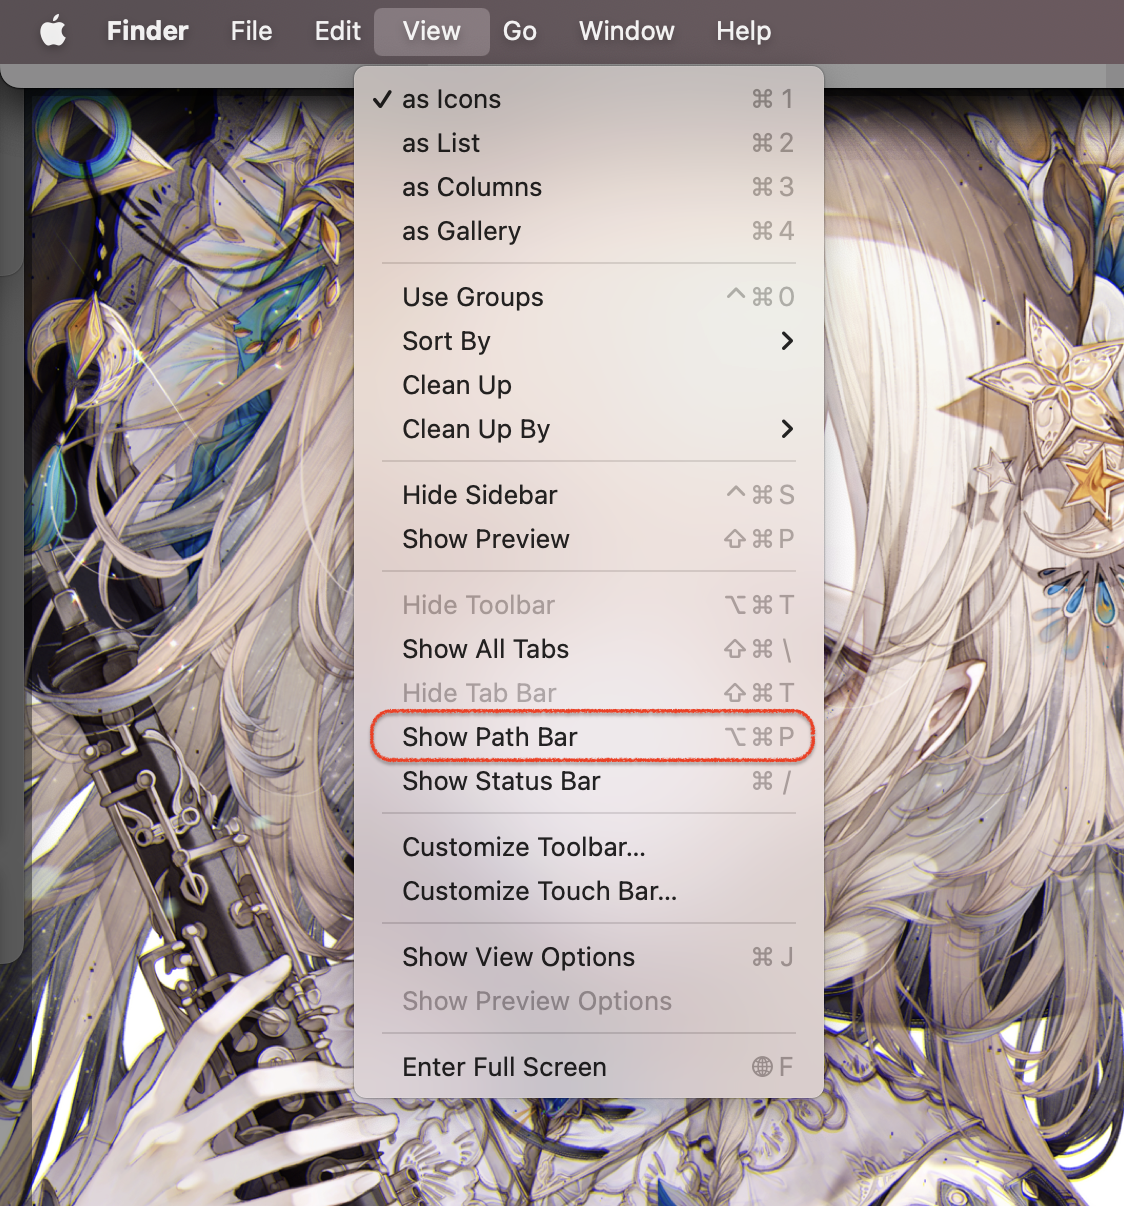 Finder File Edit View Go Window Help
✓ as Icons ⌘ 1
as List ⌘ 2
as Columns ⌘ 3
as Gallery ⌘ 4
Use Groups ^ ⌘ 0
Sort By >
Clean Up
Clean Up By >
Hide Sidebar ^ ⌘ S
Show Preview ⇧ ⌘ P
Hide Toolbar ⌥ ⌘ T
Show All Tabs ⇧ ⌘ \
Hide Tab Bar ⇧ ⌘ T
Show Path Bar ⌥ ⌘ P
Show Status Bar ⌘ /
Customize Toolbar...
Customize Touch Bar...
Show View Options ⌘ J
Show Preview Options
Enter Full Screen 🌐 F